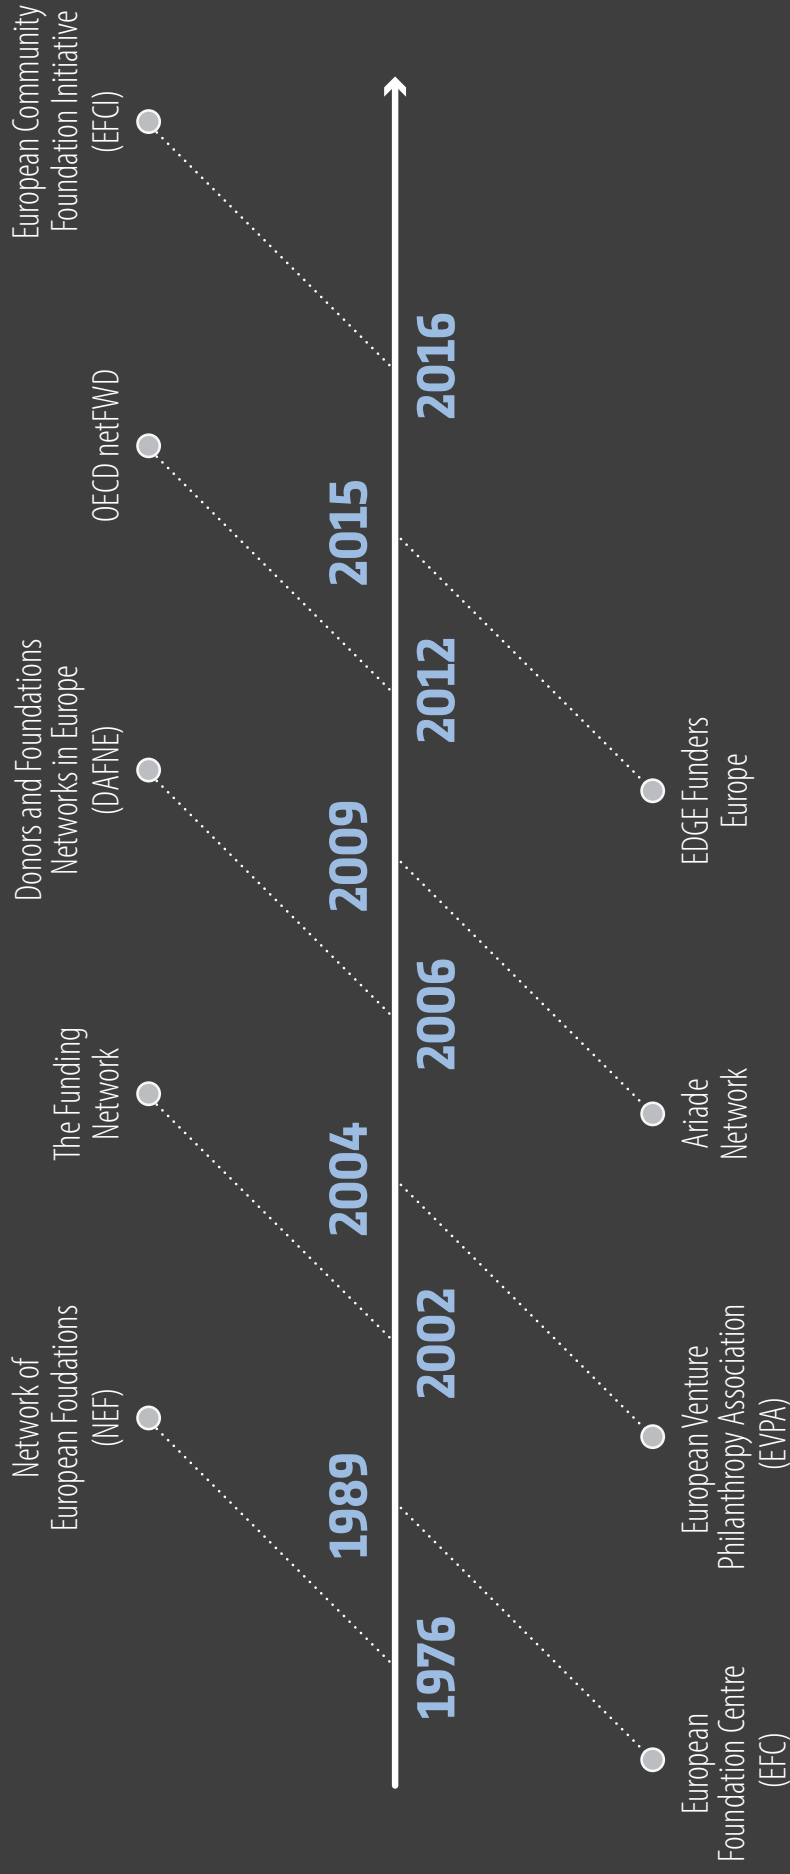 Network of
European Foudations
(NEF)
1976
1989
European
Foundation Centre
(EFC)
The Funding
Network
2002
2004
European Venture
Philanthropy Association
(EVPA)
Donors and Foundations
Networks in Europe
(DAFNE)
2006
2009
Ariade
Network
OECD netFWD
2012
2015
EDGE Funders
Europe
European Community
Foundation Initiative
(EFCI)
2016